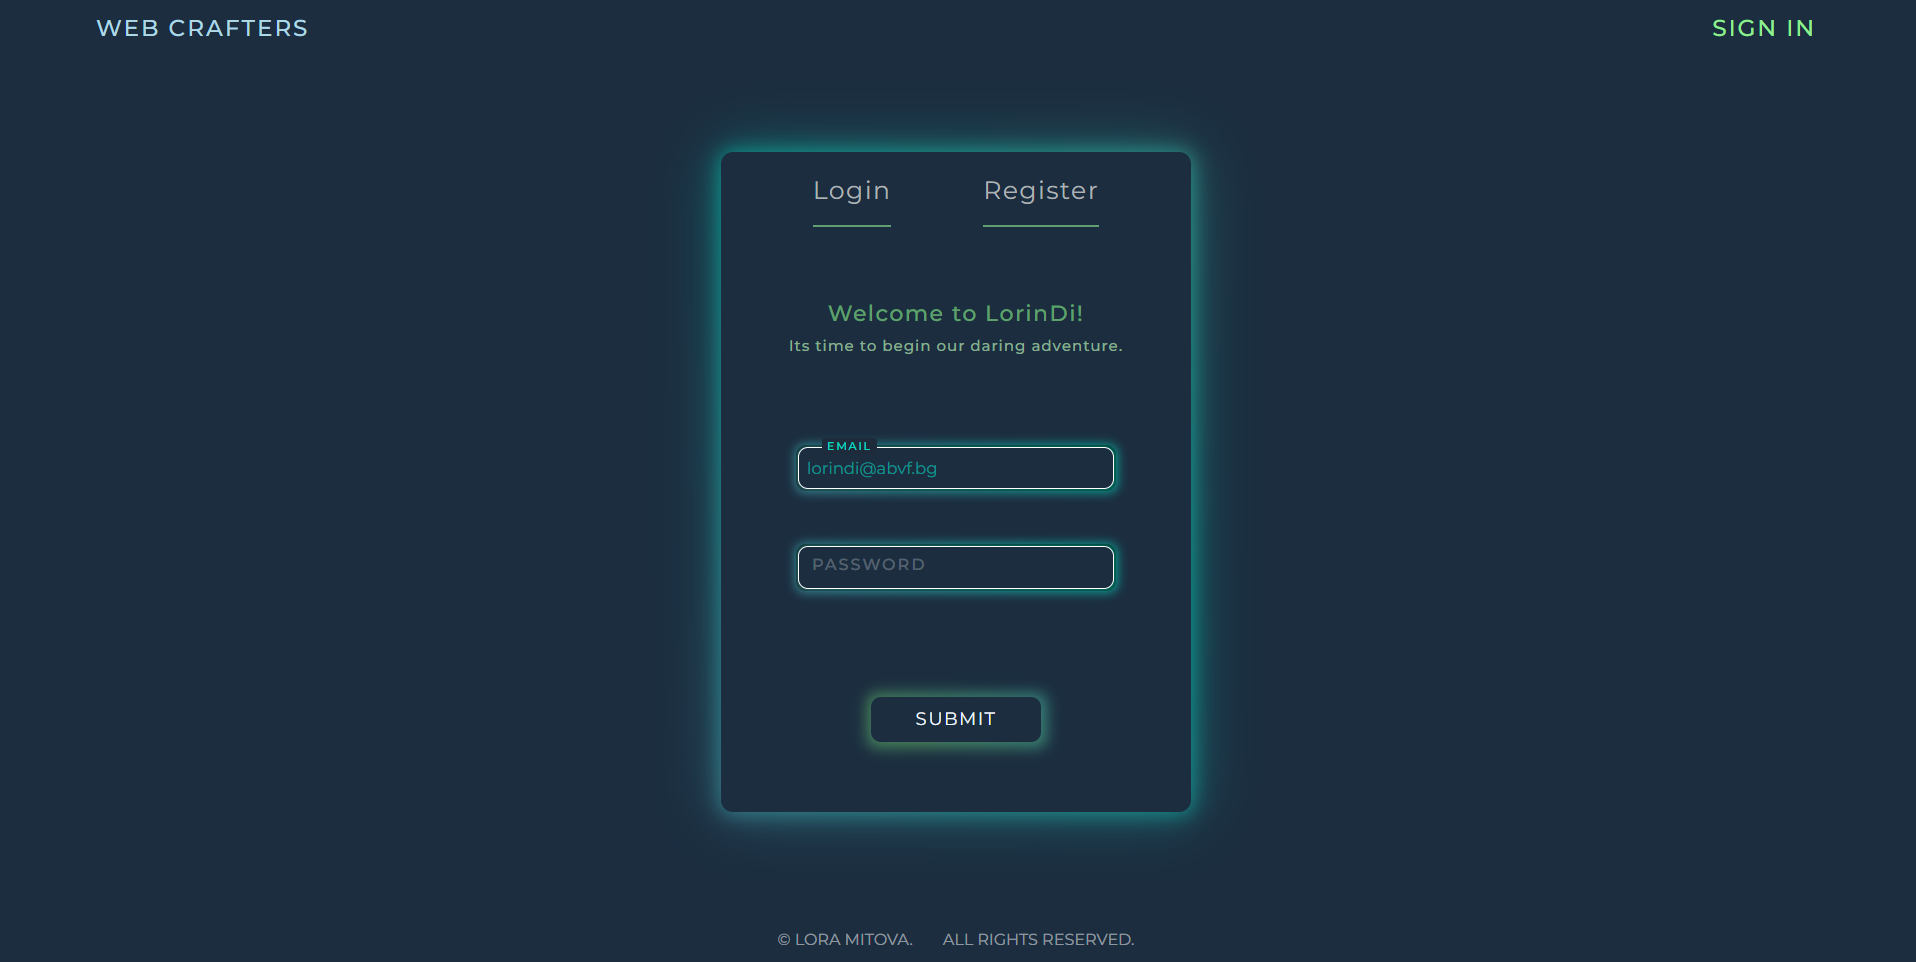 WEB CRAFTERS
SIGN IN
Login
Register
Welcome to LorinDi!
Its time to begin our daring adventure.
EMAIL
lorindi@abvf.bg
PASSWORD
SUBMIT
© LORA MITOVA. ALL RIGHTS RESERVED.